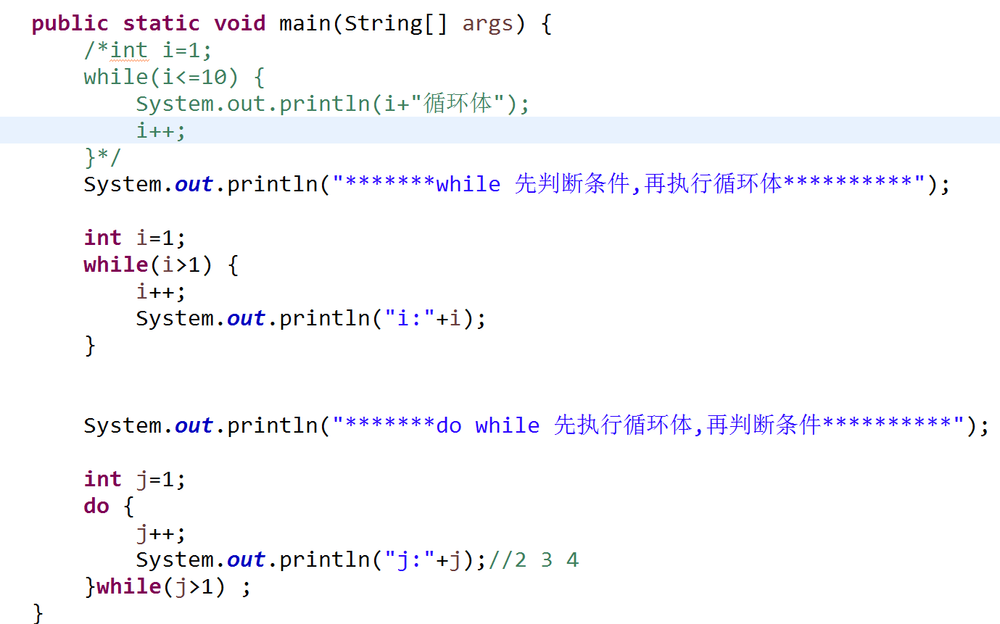 public static void main(String[] args) {
/*int i=1;
while(i<=10) {
System.out.println(i+"循环体");
i++;
}*/
System.out.println("*******while 先判断条件,再执行循环体**********");
int i=1;
while(i>1) {
i++;
System.out.println("i:"+i);
}
System.out.println("*******do while 先执行循环体,再判断条件**********");
int j=1;
do {
j++;
System.out.println("j:"+j);//2 3 4
}while(j>1) ;
}